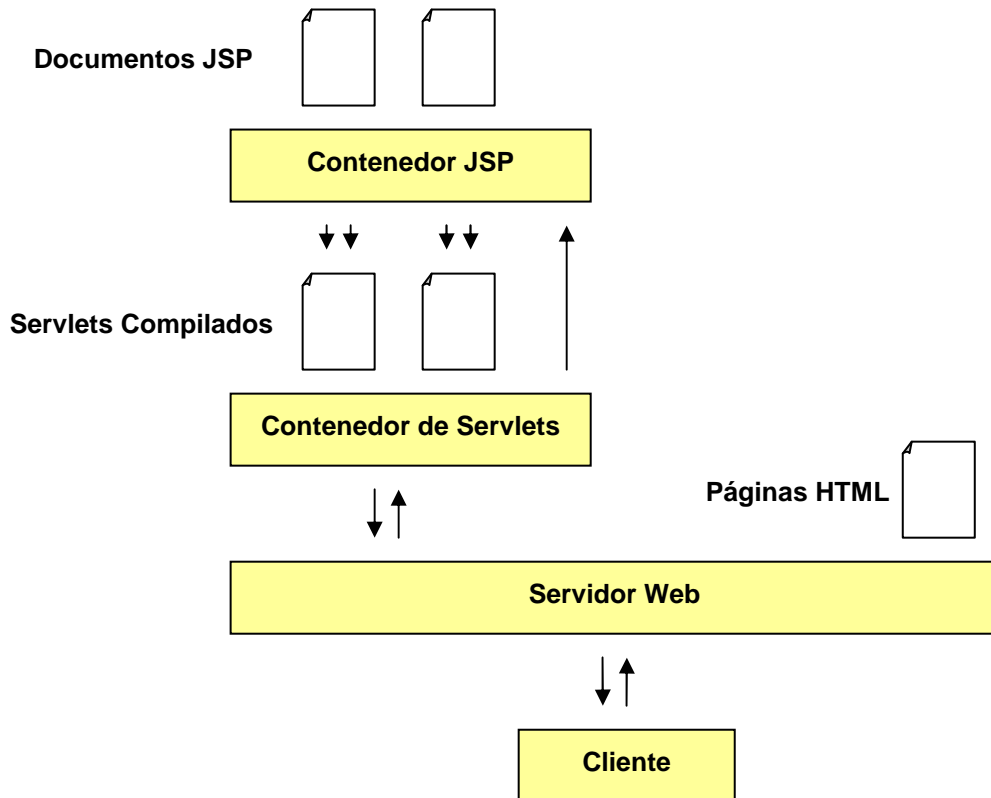 Documentos JSP
Contenedor JSP
Servlets Compilados
Contenedor de Servlets
Páginas HTML
Servidor Web
Cliente